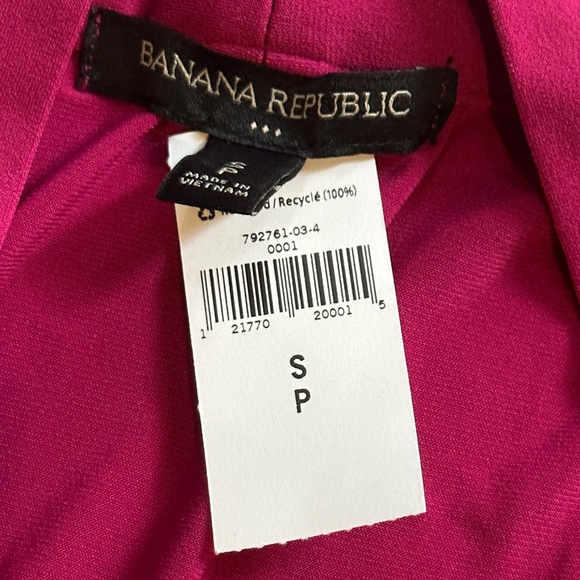 BANANA REPUBLIC
S
P
MADE IN
VIETNAM
/Recyclé (100%)
792761-03-4
0001
1 21770 20001 5
S
P